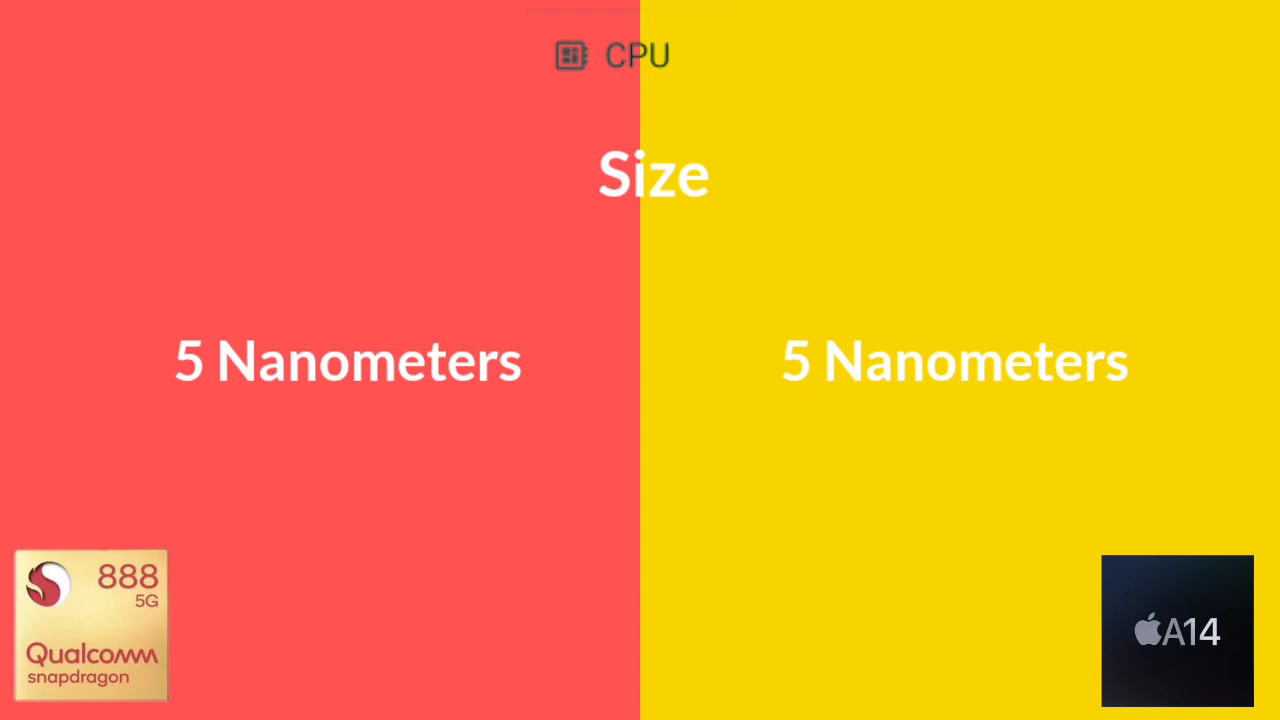 CPU
Size
5 Nanometers
5 Nanometers
888
5G
Qualcomm
snapdragon
A14